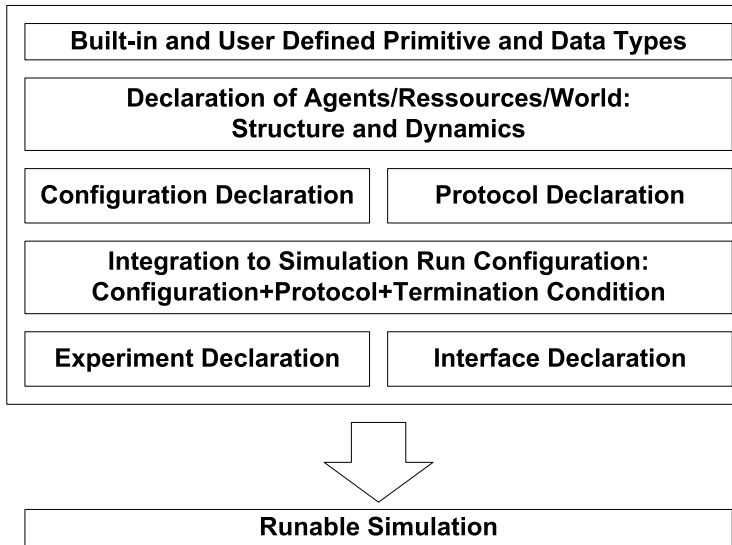 Built-in and User Defined Primitive and Data Types
Declaration of Agents/Ressources/World:
Structure and Dynamics
Configuration Declaration
Protocol Declaration
Integration to Simulation Run Configuration:
Configuration+Protocol+Termination Condition
Experiment Declaration
Interface Declaration
Runable Simulation